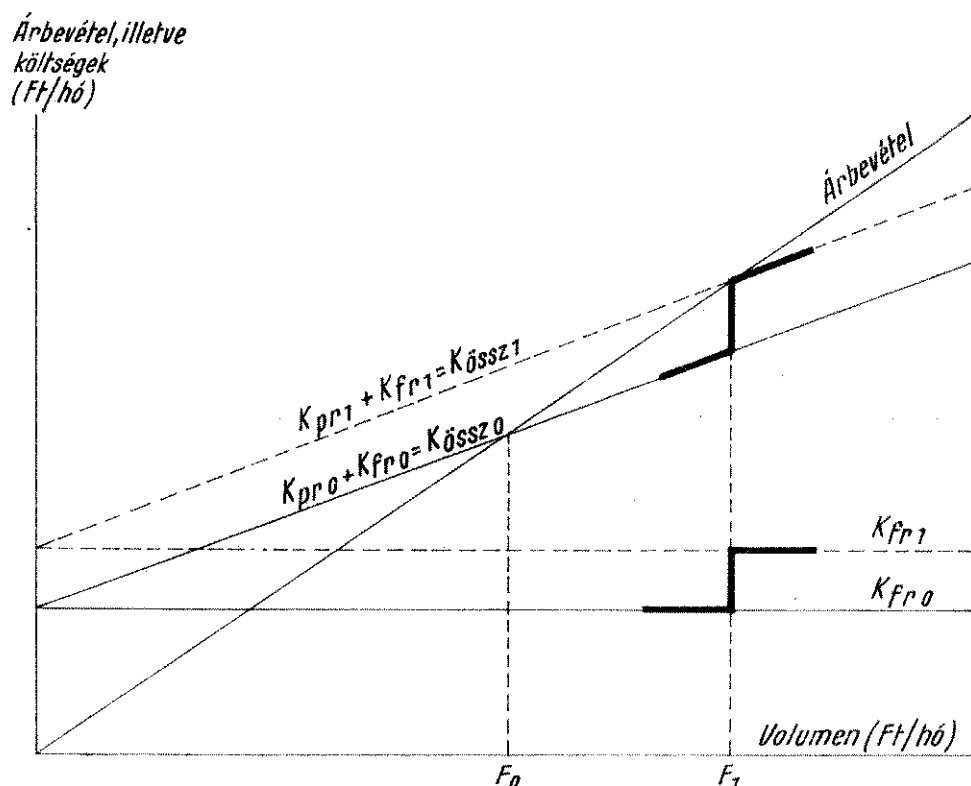 Árbevétel, illetve
költségek
(Ft/hó)
Árbevétel
Kpr1 + Kfr1 = Kössz1
Kpr0 + Kfr0 = Kössz0
Kfr1
Kfr0
Volumen (Ft/hó)
F0
F1